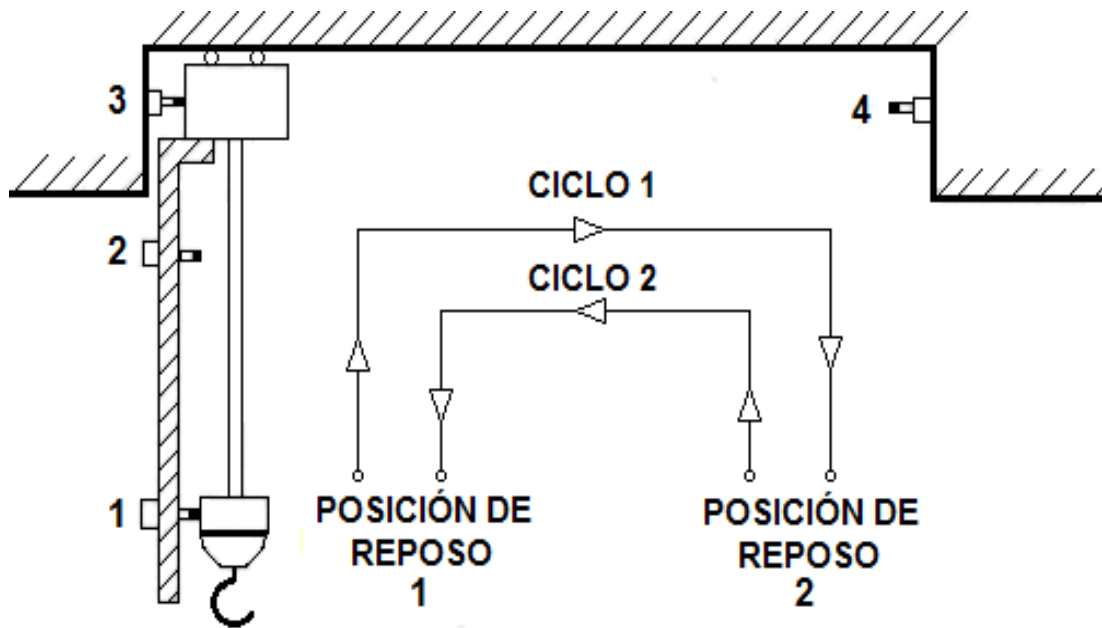 3
4
CICLO 1
2
CICLO 2
1
POSICIÓN DE
REPOSO
1
POSICIÓN DE
REPOSO
2